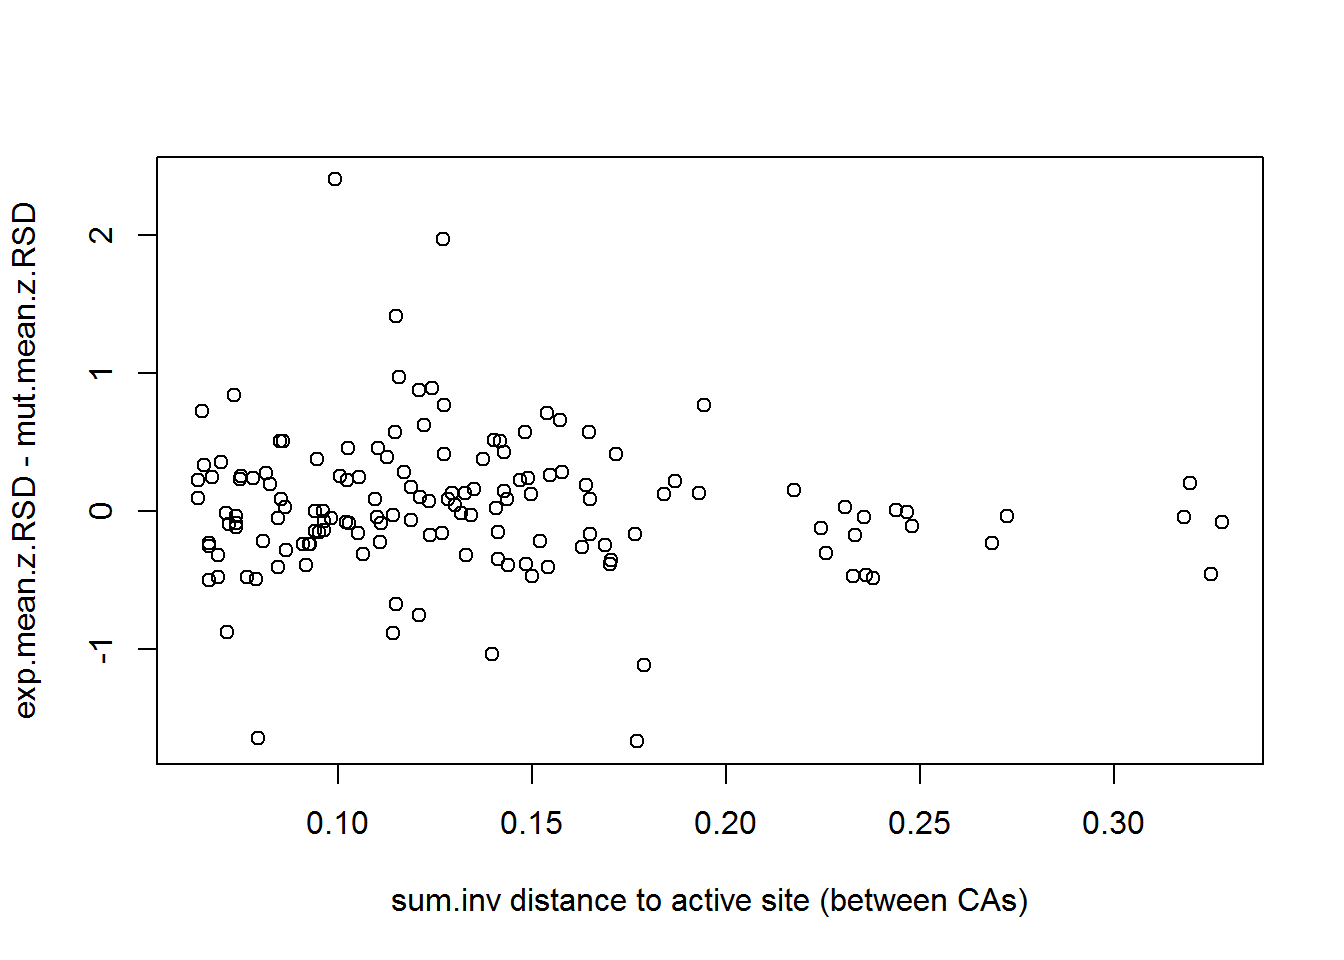 exp.mean.z.RSD - mut.mean.z.RSD
2
1
0
-1
0.10 0.15 0.20 0.25 0.30
sum.inv distance to active site (between CAs)